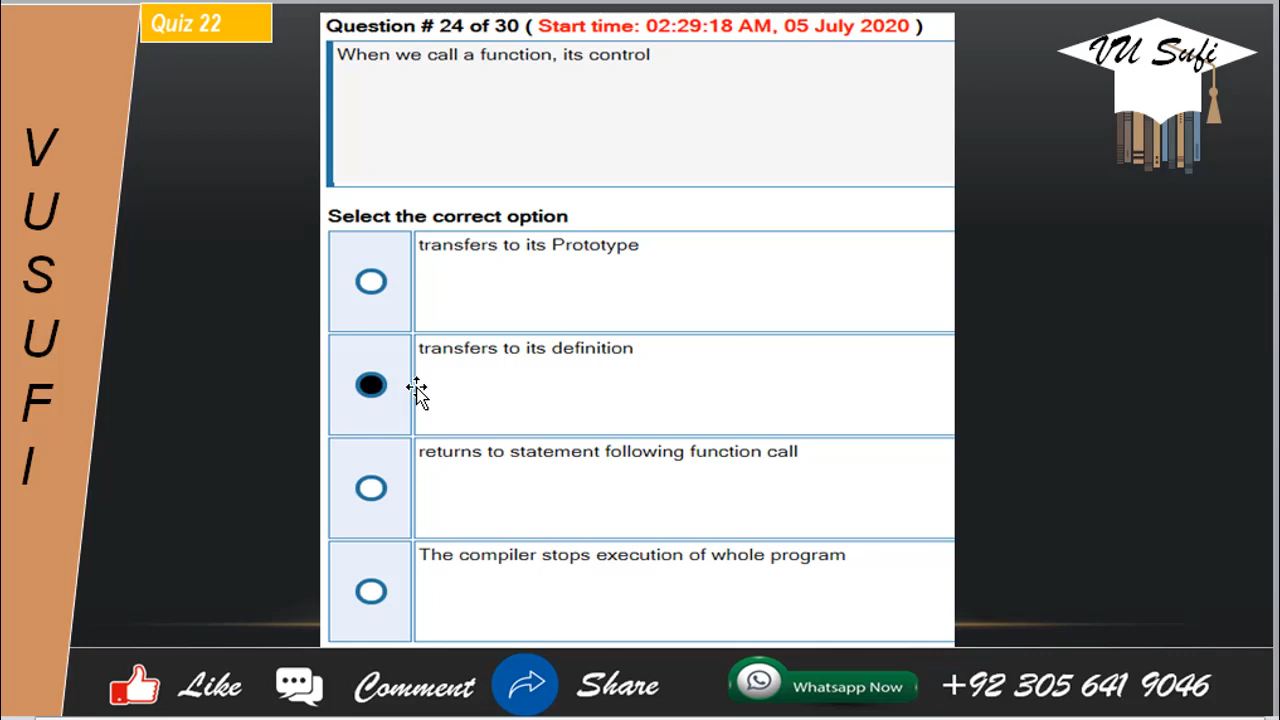 Quiz 22
Question # 24 of 30 ( Start time: 02:29:18 AM, 05 July 2020 )
When we call a function, its control
Select the correct option
transfers to its Prototype
transfers to its definition
returns to statement following function call
The compiler stops execution of whole program
V
U
S
U
F
I
VU Sufi
Like
Comment
Share
Whatsapp Now
+92 305 641 9046